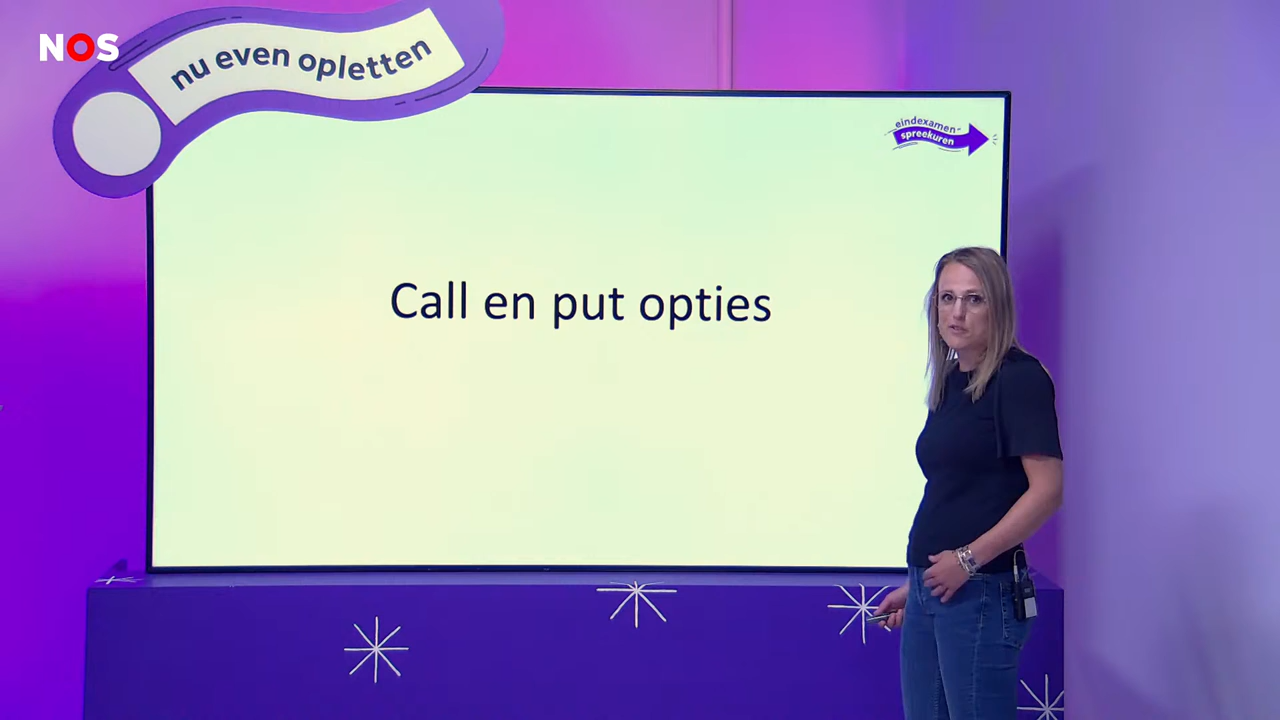 NOS
nu even opletten
eindexamen-
spreekuren
Call en put opties